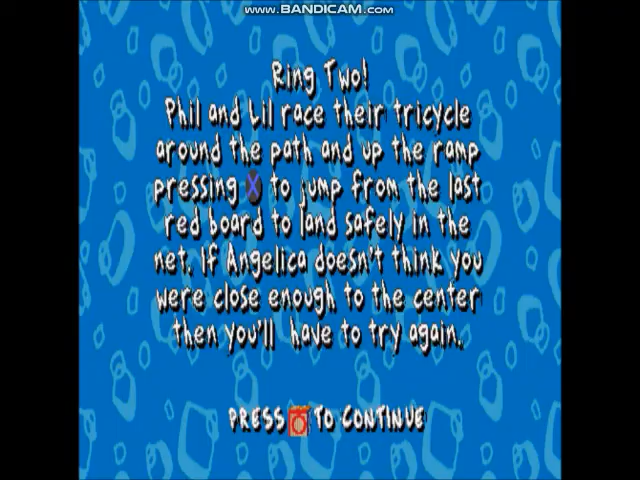 WWW.BANDICAM.COM
Ring Two!
Phil and Lil race their tricycle
around the path and up the ramp
pressing X to jump from the last
red board to land safely in the
net. If Angelica doesn't think you
were close enough to the center
then you'll have to try again.
PRESS TO CONTINUE